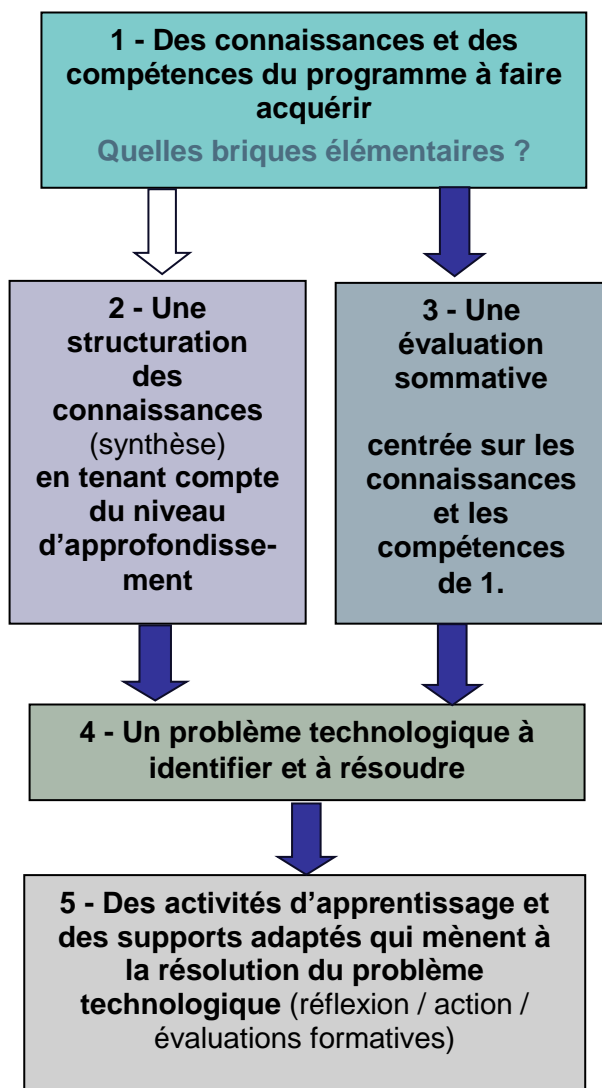 1 - Des connaissances et des
compétences du programme à faire
acquérir
Quelles briques élémentaires ?
2 - Une
structuration
des
connaissances
(synthèse)
en tenant compte
du niveau
d'approfondisse-
ment
3 - Une
évaluation
sommative
centrée sur les
connaissances
et les
compétences
de 1.
4 - Un problème technologique à
identifier et à résoudre
5 - Des activités d'apprentissage et
des supports adaptés qui mènent à
la résolution du problème
technologique (réflexion / action /
évaluations formatives)